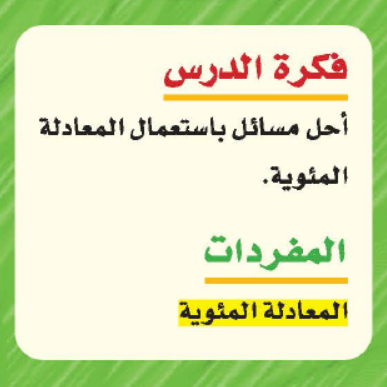 فكرة الدرس
أحل مسائل باستعمال المعادلة
المئوية.
المفردات
المعادلة المئوية